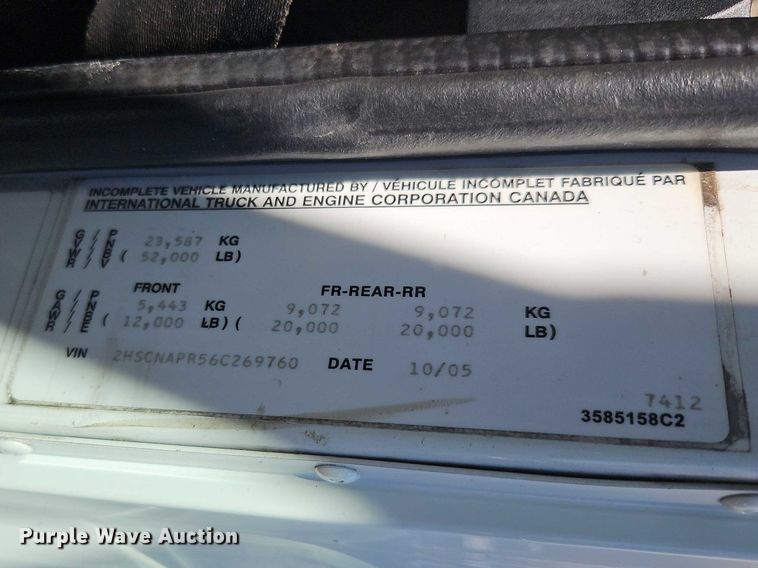 INCOMPLETE VEHICLE MANUFACTURED BY / VÉHICULE INCOMPLET FABRIQUÉ PAR
INTERNATIONAL TRUCK AND ENGINE CORPORATION CANADA
GVWR / PNBV 23,587 KG
( 52,000 LB)
FRONT FR-REAR-RR
GAWR / PNBE 5,443 KG 9,072 9,072 KG
( 12,000 LB) ( 20,000 20,000 LB)
VIN 2HSCNAPR56C269760 DATE 10/05
7412
3585158C2
Purple Wave Auction